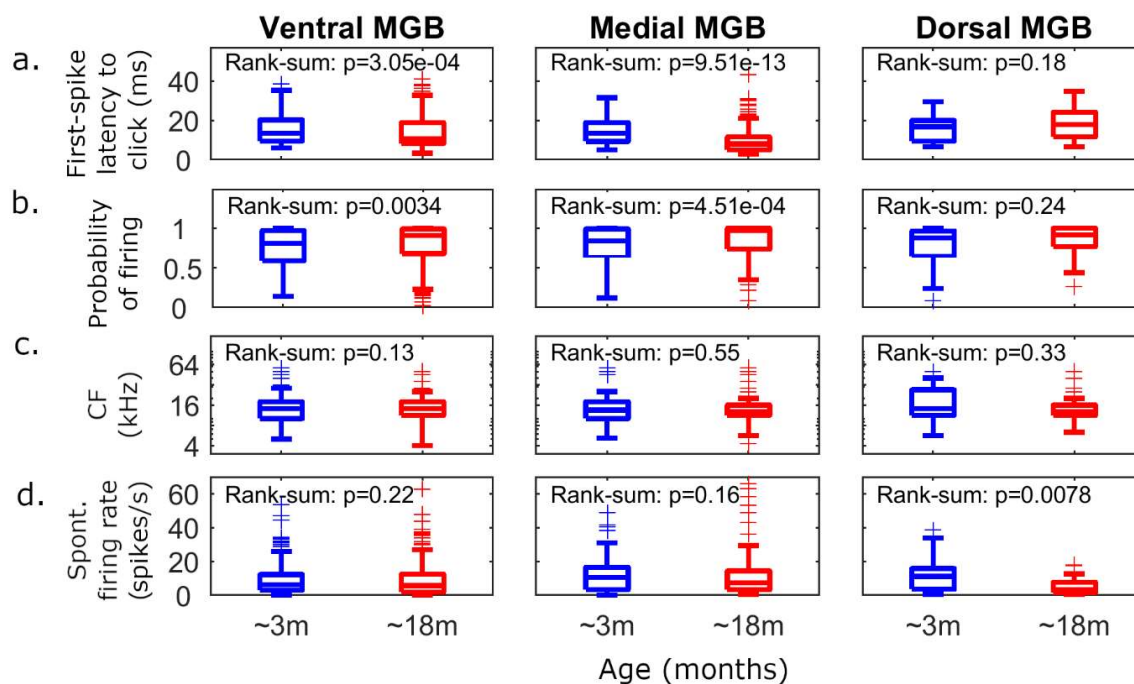 Ventral MGB
Medial MGB
Dorsal MGB
a.
First-spike
latency to
click (ms)
40
20
0
Rank-sum: p=3.05e-04
Rank-sum: p=9.51e-13
Rank-sum: p=0.18
b.
Probability
of firing
1
0.5
0
Rank-sum: p=0.0034
Rank-sum: p=4.51e-04
Rank-sum: p=0.24
c.
CF
(kHz)
64
16
4
Rank-sum: p=0.13
Rank-sum: p=0.55
Rank-sum: p=0.33
d.
Spont.
firing rate
(spikes/s)
60
40
20
0
Rank-sum: p=0.22
Rank-sum: p=0.16
Rank-sum: p=0.0078
~3m
~18m
~3m
~18m
~3m
~18m
Age (months)